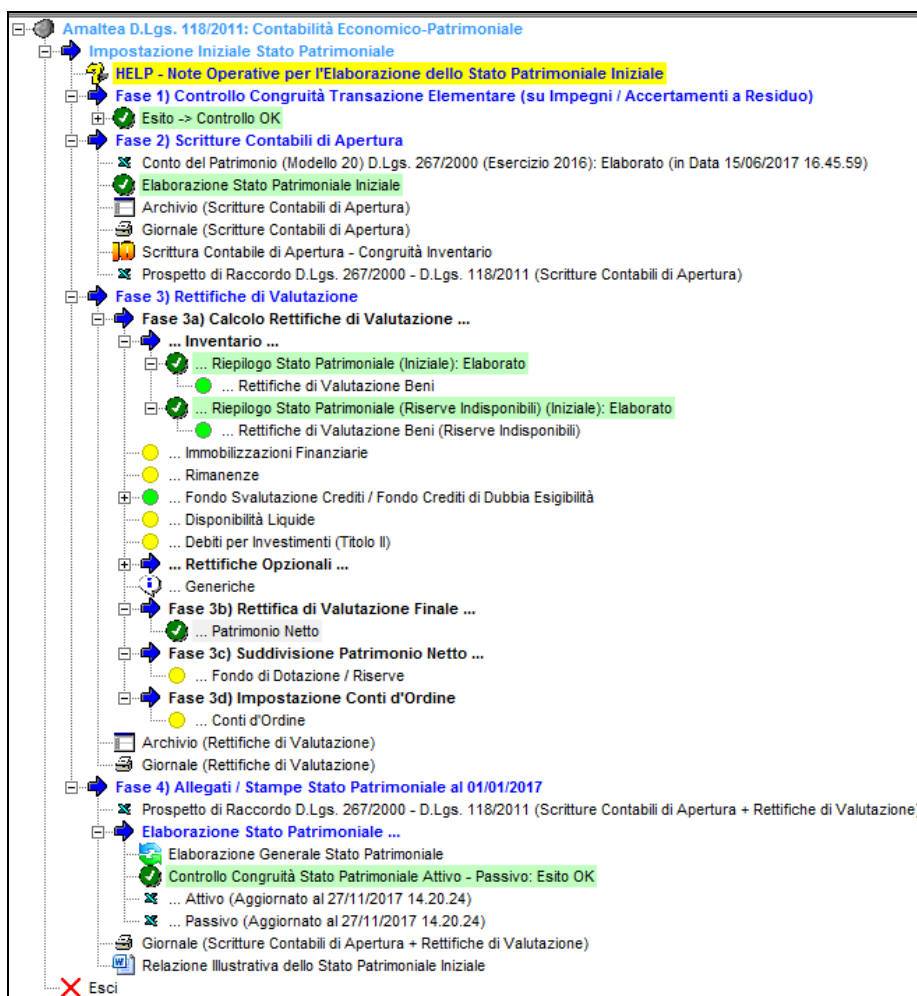 Amaltea D.Lgs. 118/2011: Contabilità Economico-Patrimoniale
Impostazione Iniziale Stato Patrimoniale
HELP - Note Operative per l'Elaborazione dello Stato Patrimoniale Iniziale
Fase 1) Controllo Congruità Transazione Elementare (su Impegni / Accertamenti a Residuo)
Esito -> Controllo OK
Fase 2) Scritture Contabili di Apertura
Conto del Patrimonio (Modello 20) D.Lgs. 267/2000 (Esercizio 2016): Elaborato (in Data 15/06/2017 16.45.59)
Elaborazione Stato Patrimoniale Iniziale
Archivio (Scritture Contabili di Apertura)
Giornale (Scritture Contabili di Apertura)
Scrittura Contabile di Apertura - Congruità Inventario
Prospetto di Raccordo D.Lgs. 267/2000 - D.Lgs. 118/2011 (Scritture Contabili di Apertura)
Fase 3) Rettifiche di Valutazione
Fase 3a) Calcolo Rettifiche di Valutazione ...
... Inventario ...
... Riepilogo Stato Patrimoniale (Iniziale): Elaborato
... Rettifiche di Valutazione Beni
... Riepilogo Stato Patrimoniale (Riserve Indisponibili) (Iniziale): Elaborato
... Rettifiche di Valutazione Beni (Riserve Indisponibili)
... Immobilizzazioni Finanziarie
... Rimanenze
... Fondo Svalutazione Crediti / Fondo Crediti di Dubbia Esigibilità
... Disponibilità Liquide
... Debiti per Investimenti (Titolo II)
... Rettifiche Opzionali ...
... Generiche
Fase 3b) Rettifica di Valutazione Finale ...
... Patrimonio Netto
Fase 3c) Suddivisione Patrimonio Netto ...
... Fondo di Dotazione / Riserve
Fase 3d) Impostazione Conti d'Ordine
... Conti d'Ordine
Archivio (Rettifiche di Valutazione)
Giornale (Rettifiche di Valutazione)
Fase 4) Allegati / Stampe Stato Patrimoniale al 01/01/2017
Prospetto di Raccordo D.Lgs. 267/2000 - D.Lgs. 118/2011 (Scritture Contabili di Apertura + Rettifiche di Valutazione)
Elaborazione Stato Patrimoniale ...
Elaborazione Generale Stato Patrimoniale
Controllo Congruità Stato Patrimoniale Attivo - Passivo: Esito OK
... Attivo (Aggiornato al 27/11/2017 14.20.24)
... Passivo (Aggiornato al 27/11/2017 14.20.24)
Giornale (Scritture Contabili di Apertura + Rettifiche di Valutazione)
Relazione Illustrativa dello Stato Patrimoniale Iniziale
Esci